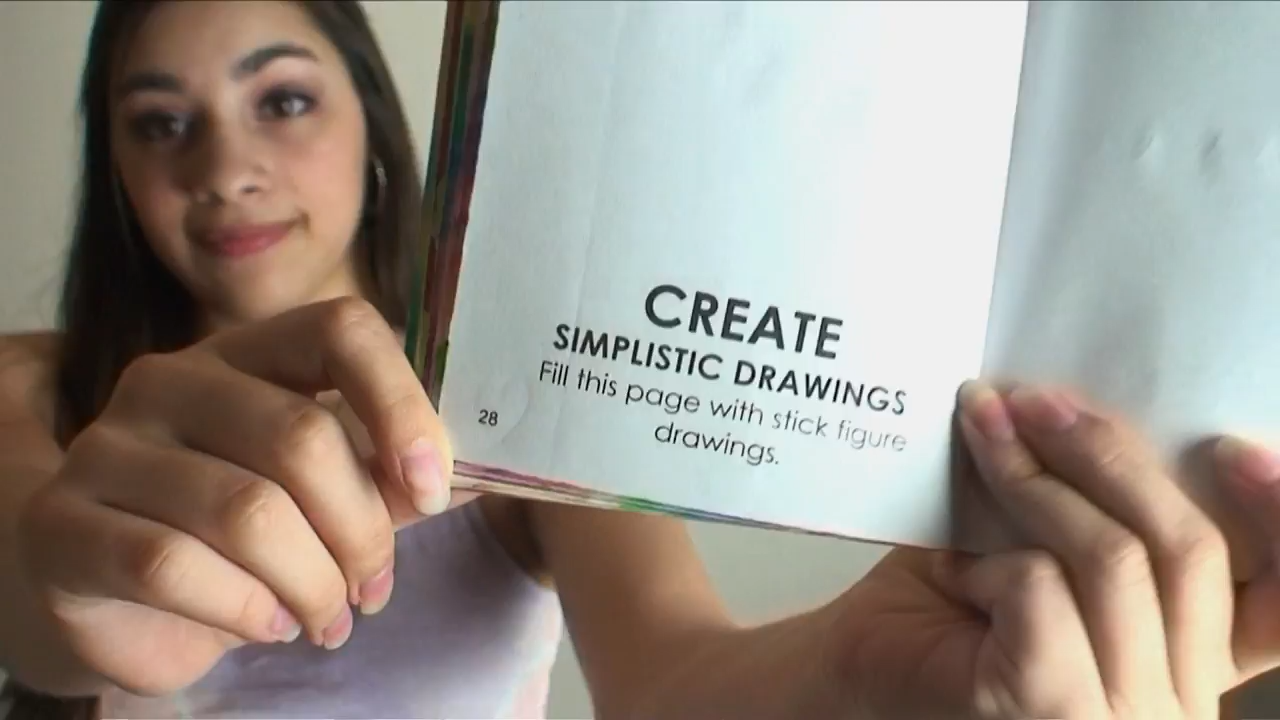 CREATE
SIMPLISTIC DRAWINGS
Fill this page with stick figure
drawings.
28